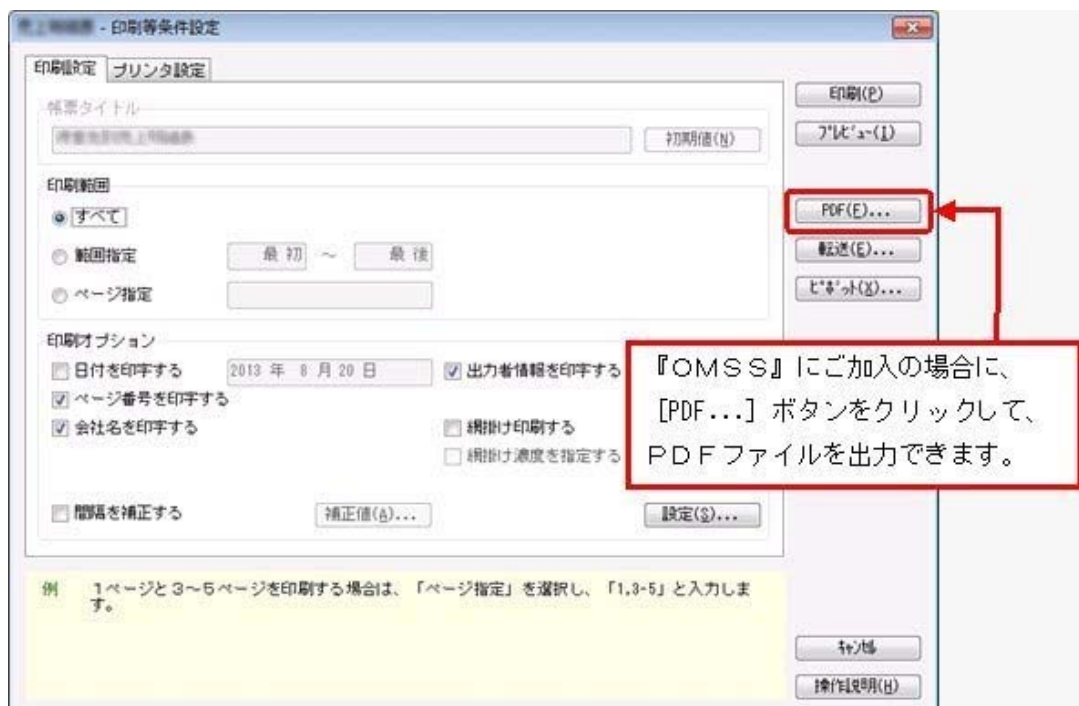 - 印刷等条件設定
印刷設定 プリンタ設定
帳票タイトル
初期値(N)
印刷範囲
すべて
範囲指定 最初 ～ 最後
ページ指定
印刷オプション
日付を印字する 2013 年 8 月 20 日 出力者情報を印字する
ページ番号を印字する
会社名を印字する 網掛け印刷する
網掛け濃度を指定する
間隔を補正する 補正値(A)... 設定(S)...
例 1ページと3～5ページを印刷する場合は、「ページ指定」を選択し、「1,3-5」と入力しま
す。
印刷(P)
ﾌﾟﾚﾋﾞｭｰ(I)
PDF(F)...
転送(E)...
ﾋﾟﾎﾞｯﾄ(X)...
『ＯＭＳＳ』にご加入の場合に、
［PDF...］ボタンをクリックして、
ＰＤＦファイルを出力できます。
ｷｬﾝｾﾙ
操作説明(H)